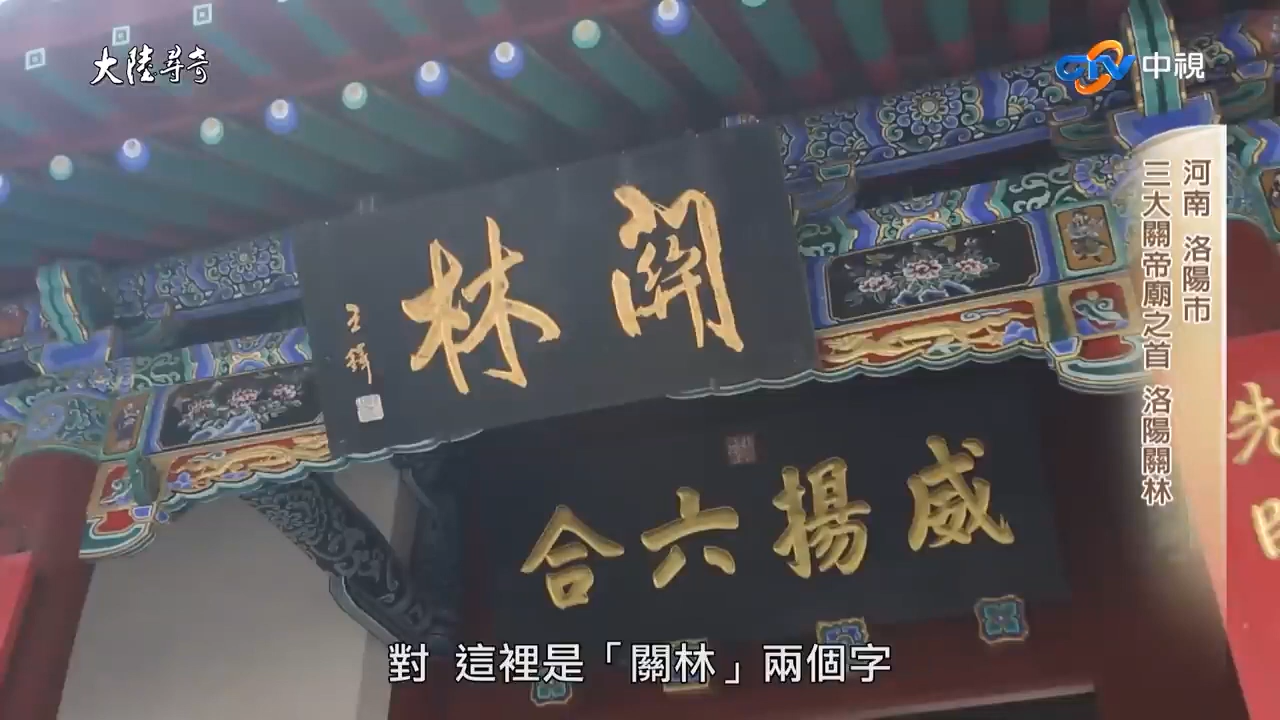 大陸尋奇
CTV 中視
河南 洛陽市
三大關帝廟之首 洛陽關林
關林
王鐸
威揚六合
先
對 這裡是「關林」兩個字